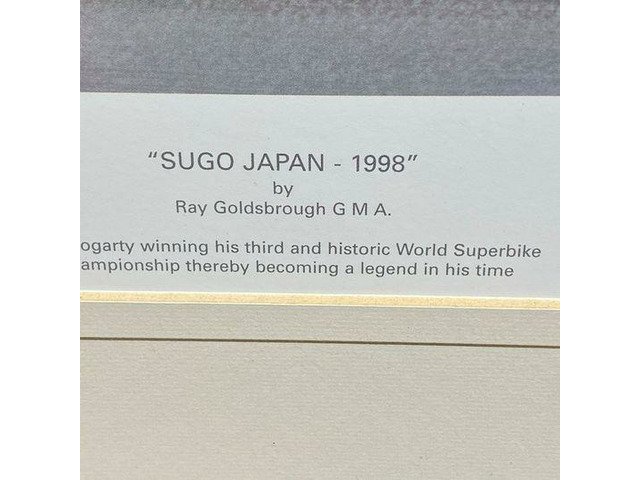 "SUGO JAPAN - 1998"
by
Ray Goldsbrough G M A.
ogarty winning his third and historic World Superbike
ampionship thereby becoming a legend in his time